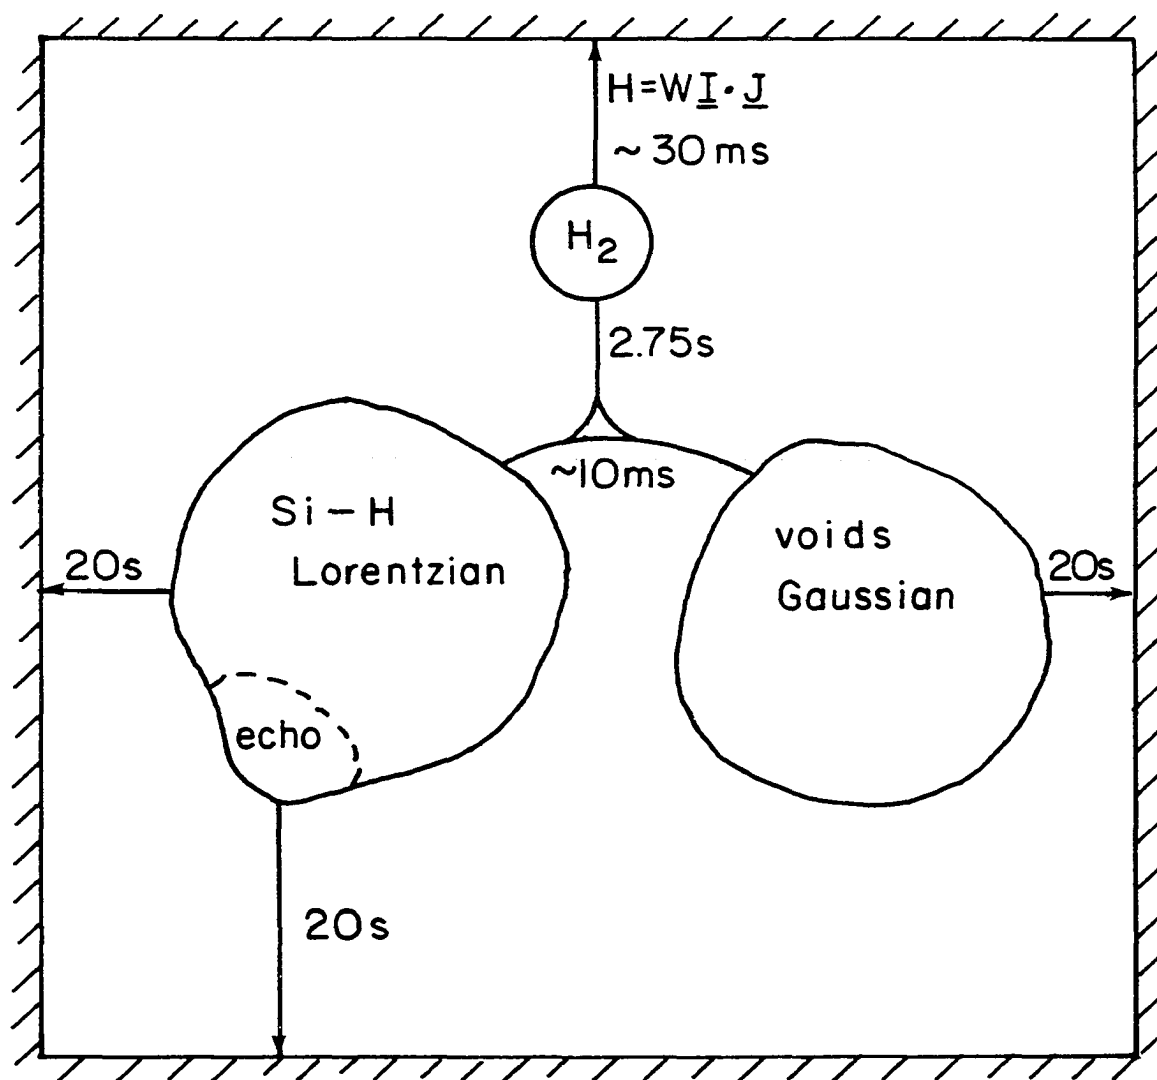 H=WI·J
~30ms
H2
2.75s
~10ms
Si-H
Lorentzian
voids
Gaussian
20s
20s
echo
20s